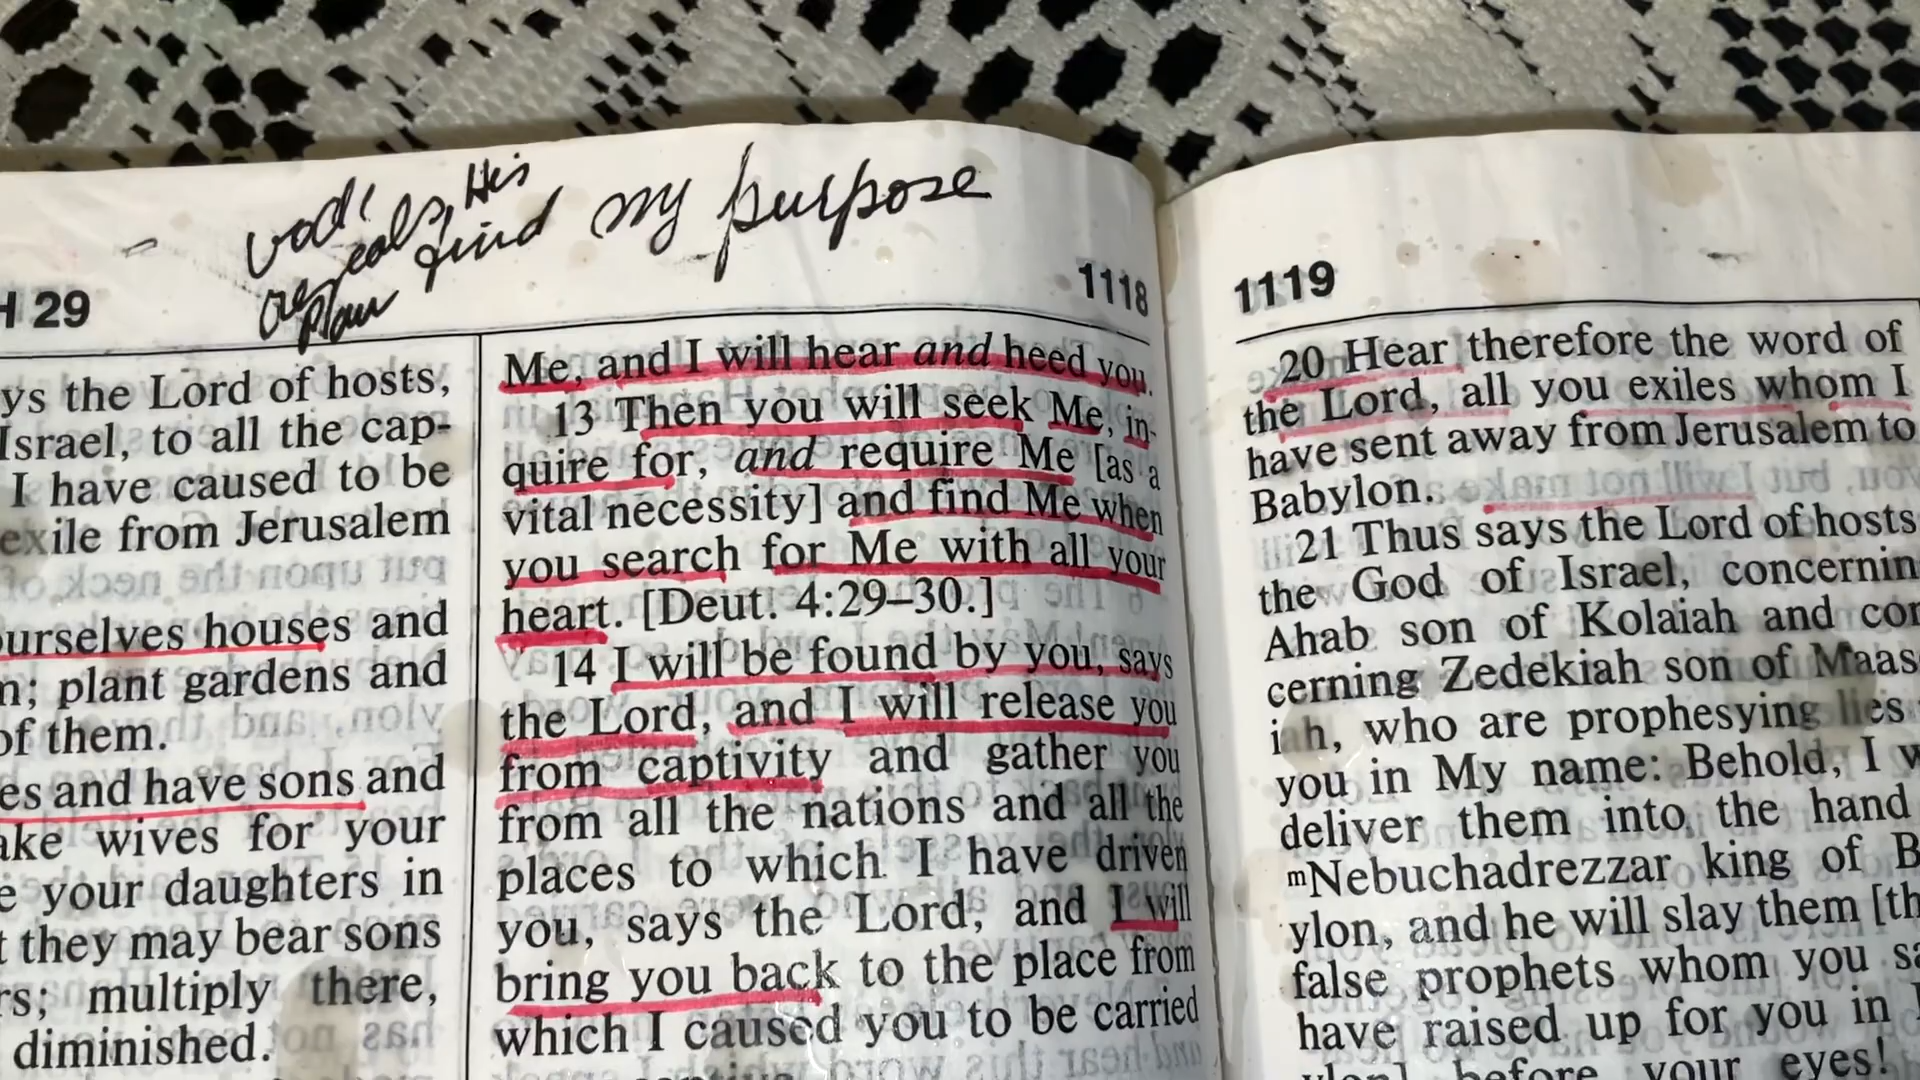 His
find my purpose
plan
H 29
1118
ys the Lord of hosts,
Israel, to all the cap-
I have caused to be
exile from Jerusalem
ourselves houses and
n; plant gardens and
of them.
es and have sons and
ake wives for your
e your daughters in
t they may bear sons
rs; multiply there,
diminished.
Me, and I will hear and heed you.
13 Then you will seek Me, in-
quire for, and require Me [as a
vital necessity] and find Me when
you search for Me with all your
heart. [Deut. 4:29–30.]
14 I will be found by you, says
the Lord, and I will release you
from captivity and gather you
from all the nations and all the
places to which I have driven
you, says the Lord, and I will
bring you back to the place from
which I caused you to be carried
1119
20 Hear therefore the word of
the Lord, all you exiles whom I
have sent away from Jerusalem to
Babylon.
21 Thus says the Lord of hosts
the God of Israel, concernin
Ahab son of Kolaiah and con
cerning Zedekiah son of Maas
iah, who are prophesying lies
you in My name: Behold, I w
deliver them into the hand
mNebuchadrezzar king of B
ylon, and he will slay them [th
false prophets whom you sa
have raised up for you in
ylon] before your eyes!